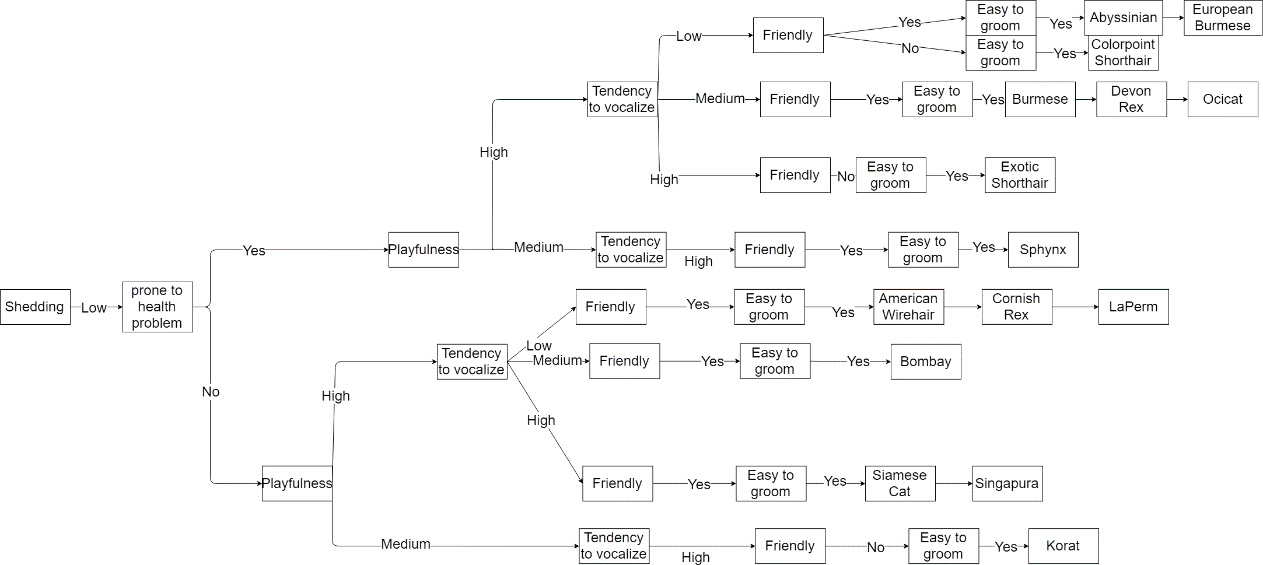 Easy to
groom
Abyssinian
European
Burmese
Yes
Yes
Low
Friendly
No
Easy to
groom
Yes
Colorpoint
Shorthair
Tendency
to vocalize
Medium
Friendly
Yes
Easy to
groom
Yes
Burmese
Devon
Rex
Ocicat
High
High
Friendly
No
Easy to
groom
Yes
Exotic
Shorthair
Yes
Playfulness
Medium
Tendency
to vocalize
High
Friendly
Yes
Easy to
groom
Yes
Sphynx
Shedding
Low
prone to
health
problem
Friendly
Yes
Easy to
groom
Yes
American
Wirehair
Cornish
Rex
LaPerm
Low
Tendency
to vocalize
Medium
Friendly
Yes
Easy to
groom
Yes
Bombay
No
High
High
Playfulness
Friendly
Yes
Easy to
groom
Yes
Siamese
Cat
Singapura
Medium
Tendency
to vocalize
High
Friendly
No
Easy to
groom
Yes
Korat